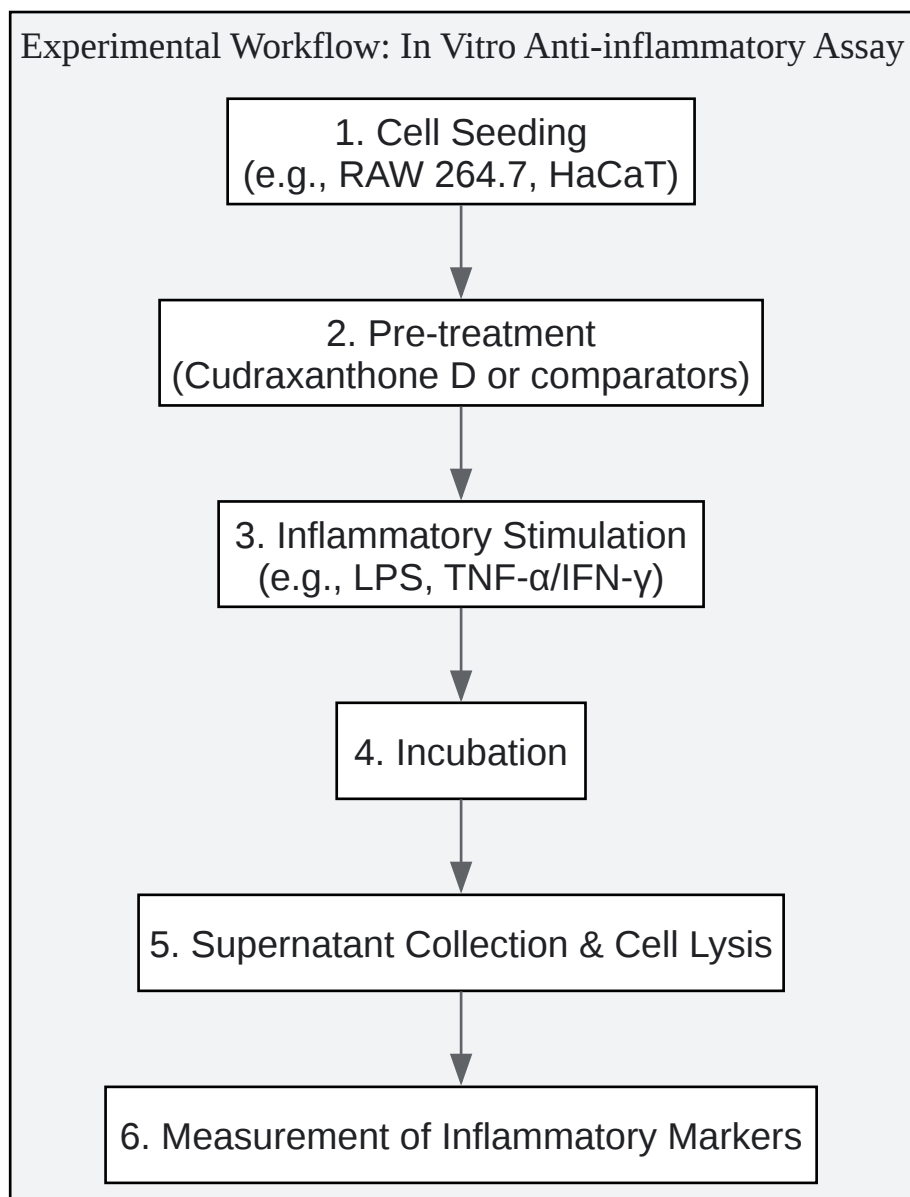 Experimental Workflow: In Vitro Anti-inflammatory Assay
1. Cell Seeding
(e.g., RAW 264.7, HaCaT)
2. Pre-treatment
(Cudraxanthone D or comparators)
3. Inflammatory Stimulation
(e.g., LPS, TNF-α/IFN-γ)
4. Incubation
5. Supernatant Collection & Cell Lysis
6. Measurement of Inflammatory Markers